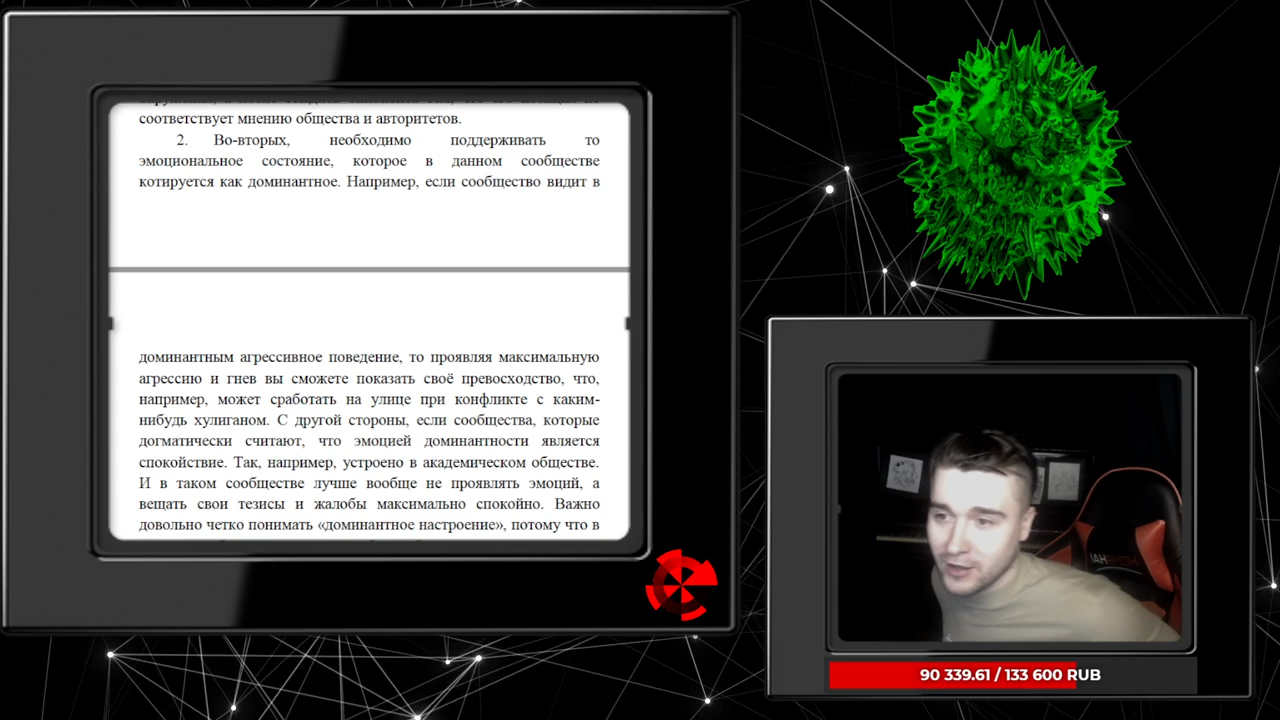 соответствует мнению общества и авторитетов.
2. Во-вторых, необходимо поддерживать то
эмоциональное состояние, которое в данном сообществе
котируется как доминантное. Например, если сообщество видит в
доминантным агрессивное поведение, то проявляя максимальную
агрессию и гнев вы сможете показать своё превосходство, что,
например, может сработать на улице при конфликте с каким-
нибудь хулиганом. С другой стороны, если сообщества, которые
догматически считают, что эмоцией доминантности является
спокойствие. Так, например, устроено в академическом обществе.
И в таком сообществе лучше вообще не проявлять эмоций, а
вещать свои тезисы и жалобы максимально спокойно. Важно
довольно четко понимать «доминантное настроение», потому что в
90 339.61 / 133 600 RUB